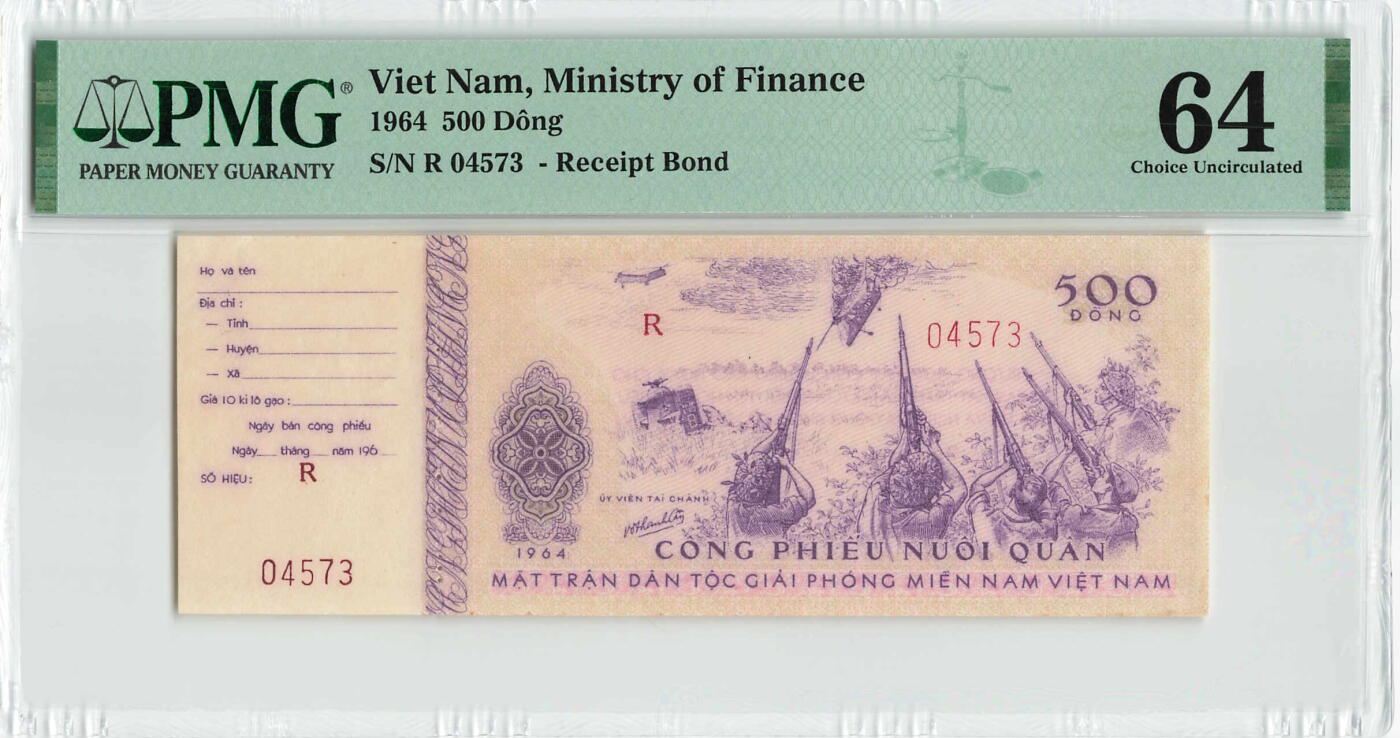 PMG®
PAPER MONEY GUARANTY
Viet Nam, Ministry of Finance
1964 500 Dông
S/N R 04573 - Receipt Bond
64
Choice Uncirculated
Họ và tên
Địa chỉ :
— Tỉnh
— Huyện
— Xã
Giá 10 ki lô gạo :
Ngày bán công phiếu
Ngày tháng năm 196
SỐ HIỆU : R
04573
500
ĐÔNG
R
04573
ỦY VIÊN TÀI CHÁNH
1964
CÔNG PHIẾU NUÔI QUÂN
MẶT TRẬN DÂN TỘC GIẢI PHÓNG MIỀN NAM VIỆT NAM